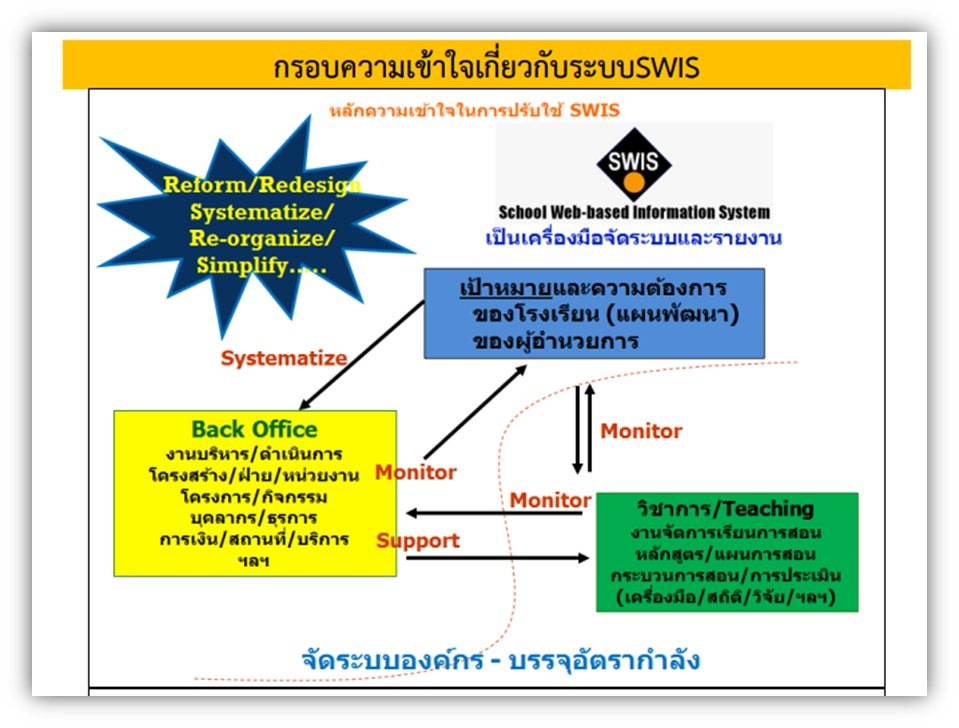 กรอบความเข้าใจเกี่ยวกับระบบSWIS
หลักความเข้าใจในการปรับใช้ SWIS
Reform/Redesign
Systematize/
Re-organize/
Simplify.....
SWIS
School Web-based Information System
เป็นเครื่องมือจัดระบบและรายงาน
เป้าหมายและความต้องการ
ของโรงเรียน (แผนพัฒนา)
ของผู้อำนวยการ
Systematize
Back Office
งานบริหาร/ดำเนินการ
โครงสร้าง/ฝ่าย/หน่วยงาน
โครงการ/กิจกรรม
บุคลากร/ธุรการ
การเงิน/สถานที่/บริการ
ฯลฯ
Monitor
Monitor
Monitor
Support
วิชาการ/Teaching
งานจัดการเรียนการสอน
หลักสูตร/แผนการสอน
กระบวนการสอน/การประเมิน
(เครื่องมือ/สถิติ/วิจัย/ฯลฯ)
จัดระบบองค์กร - บรรจุอัตรากำลัง